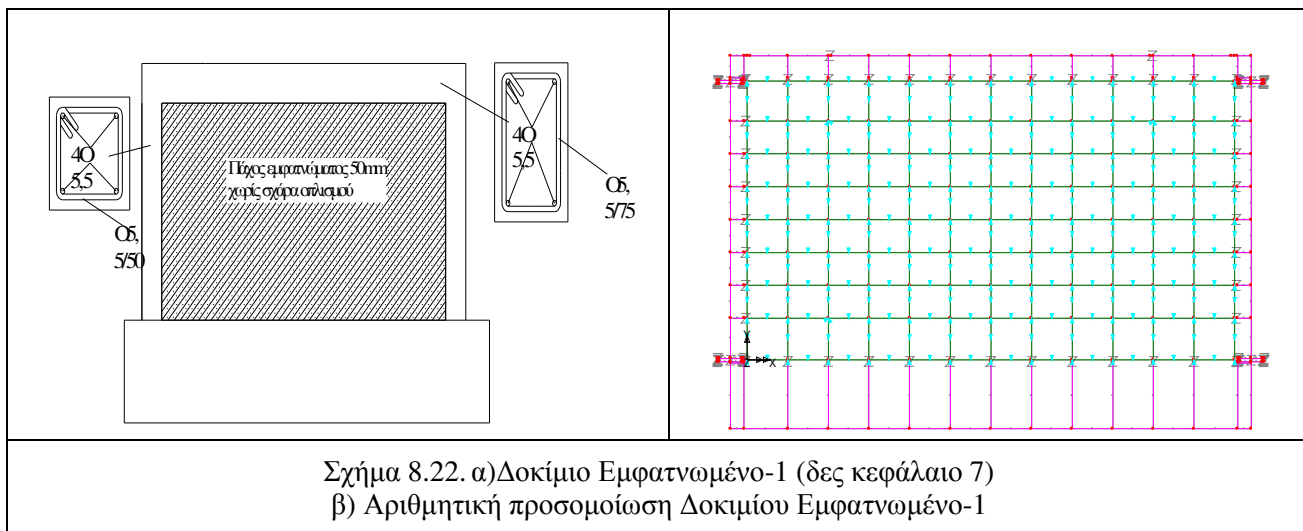 4Ο
5,5
Ο5,
5/50
Πάχος εμφατνώματος 50mm
χωρίς σχάρα οπλισμού
4Ο
5,5
Ο5,
5/75
Y
Z
X
Σχήμα 8.22. α)Δοκίμιο Εμφατνωμένο-1 (δες κεφάλαιο 7)
β) Αριθμητική προσομοίωση Δοκιμίου Εμφατνωμένο-1